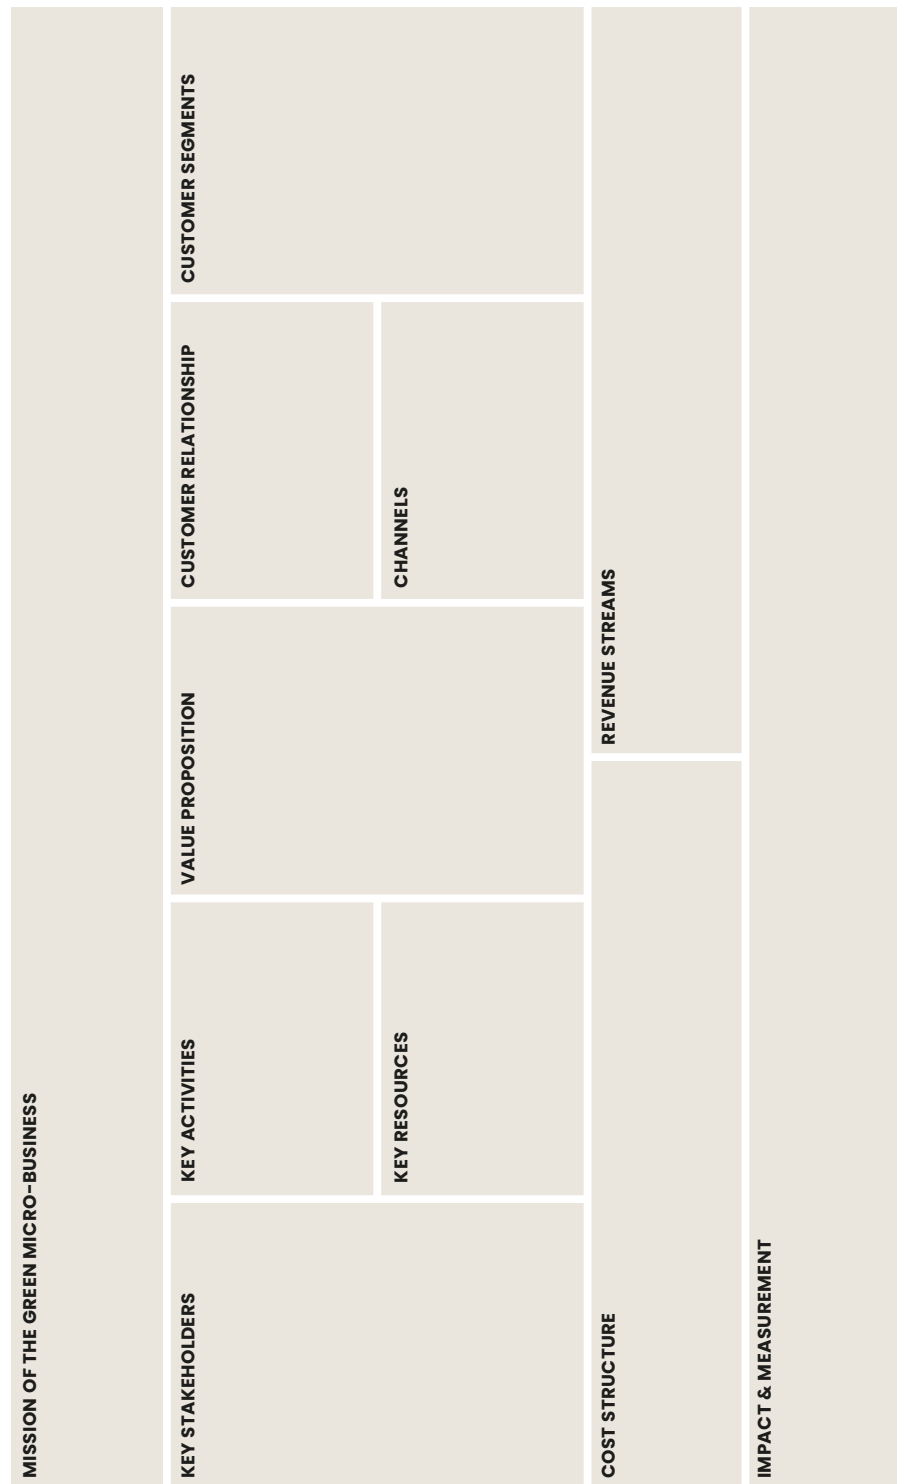 MISSION OF THE GREEN MICRO-BUSINESS
KEY STAKEHOLDERS
KEY ACTIVITIES
KEY RESOURCES
VALUE PROPOSITION
CUSTOMER RELATIONSHIP
CHANNELS
CUSTOMER SEGMENTS
COST STRUCTURE
REVENUE STREAMS
IMPACT & MEASUREMENT